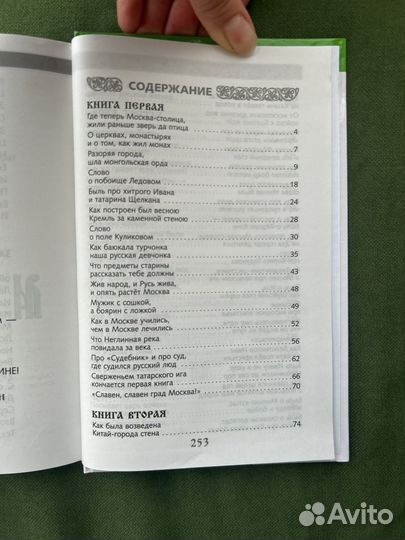 СОДЕРЖАНИЕ
КНИГА ПЕРВАЯ
Где теперь Москва-столица,
жили раньше зверь да птица 4
О церквах, монастырях
и о том, как жил монах 7
Разоряя города,
шла монгольская орда 9
Слово
о побоище Ледовом 18
Быль про хитрого Ивана
и татарина Щелкана 24
Как построен был весною
Кремль за каменной стеною 28
Слово
о поле Куликовом 30
Как баюкала турчонка
наша русская девчонка 35
Что предметы старины
рассказать тебе должны 43
Жив народ, и Русь жива,
и опять растёт Москва 48
Мужик с сошкой,
а боярин с ложкой 49
Как в Москве учились,
чем в Москве лечились 52
Что Неглинная река
повидала за века 56
Про «Судебник» и про суд,
где судился русский люд 62
Сверженьем татарского ига
кончается первая книга 66
«Славен, славен град Москва!» 70
КНИГА ВТОРАЯ
Как была возведена
Китай-города стена 74
253
Avito